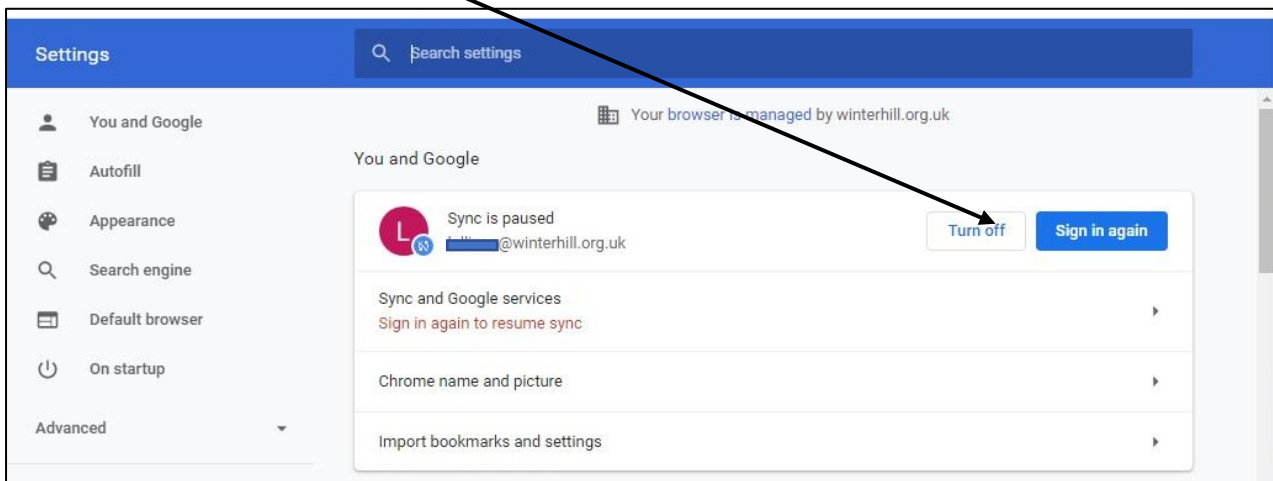 Settings
Search settings
Your browser is managed by winterhill.org.uk
You and Google
Autofill
Appearance
Search engine
Default browser
On startup
Advanced
You and Google
L
Sync is paused
@winterhill.org.uk
Turn off
Sign in again
Sync and Google services
Sign in again to resume sync
Chrome name and picture
Import bookmarks and settings